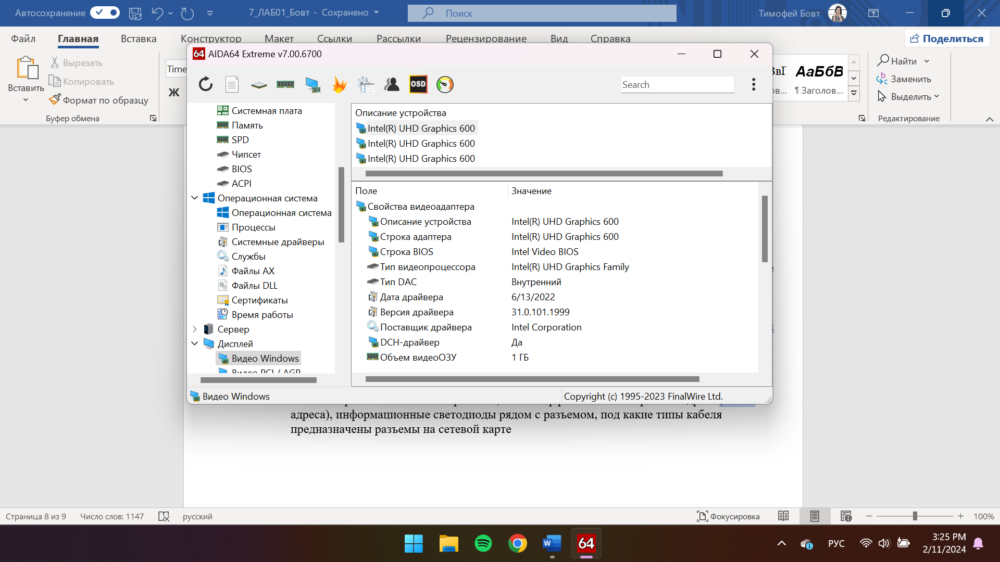 Автосохранение
7_ЛАБ01_Бовт - Сохранено
Поиск
Тимофей Бовт
Файл Главная Вставка Конструктор Макет Ссылки Рассылки Рецензирование Вид Справка
Поделиться
Вставить
Вырезать
Копировать
Формат по образцу
Буфер обмена
Time
Ж
АаБбВ
¶ Заголов...
Найти
Заменить
Выделить
Редактирование
64 AIDA64 Extreme v7.00.6700
OSD
Search
Системная плата
Память
SPD
Чипсет
BIOS
ACPI
Операционная система
Операционная система
Процессы
Системные драйверы
Службы
Файлы AX
Файлы DLL
Сертификаты
Время работы
Сервер
Дисплей
Видео Windows
Видео PCI / AGP
Описание устройства
Intel(R) UHD Graphics 600
Intel(R) UHD Graphics 600
Intel(R) UHD Graphics 600
Поле Значение
Свойства видеоадаптера
Описание устройства Intel(R) UHD Graphics 600
Строка адаптера Intel(R) UHD Graphics 600
Строка BIOS Intel Video BIOS
Тип видеопроцессора Intel(R) UHD Graphics Family
Тип DAC Внутренний
Дата драйвера 6/13/2022
Версия драйвера 31.0.101.1999
Поставщик драйвера Intel Corporation
DCH-драйвер Да
Объем видеоОЗУ 1 ГБ
Видео Windows
Copyright (c) 1995-2023 FinalWire Ltd.
адреса), информационные светодиоды рядом с разъемом, под какие типы кабеля
предназначены разъемы на сетевой карте
Страница 8 из 9 Число слов: 1147 русский
Фокусировка
100%
W
64
РУС
3:25 PM
2/11/2024